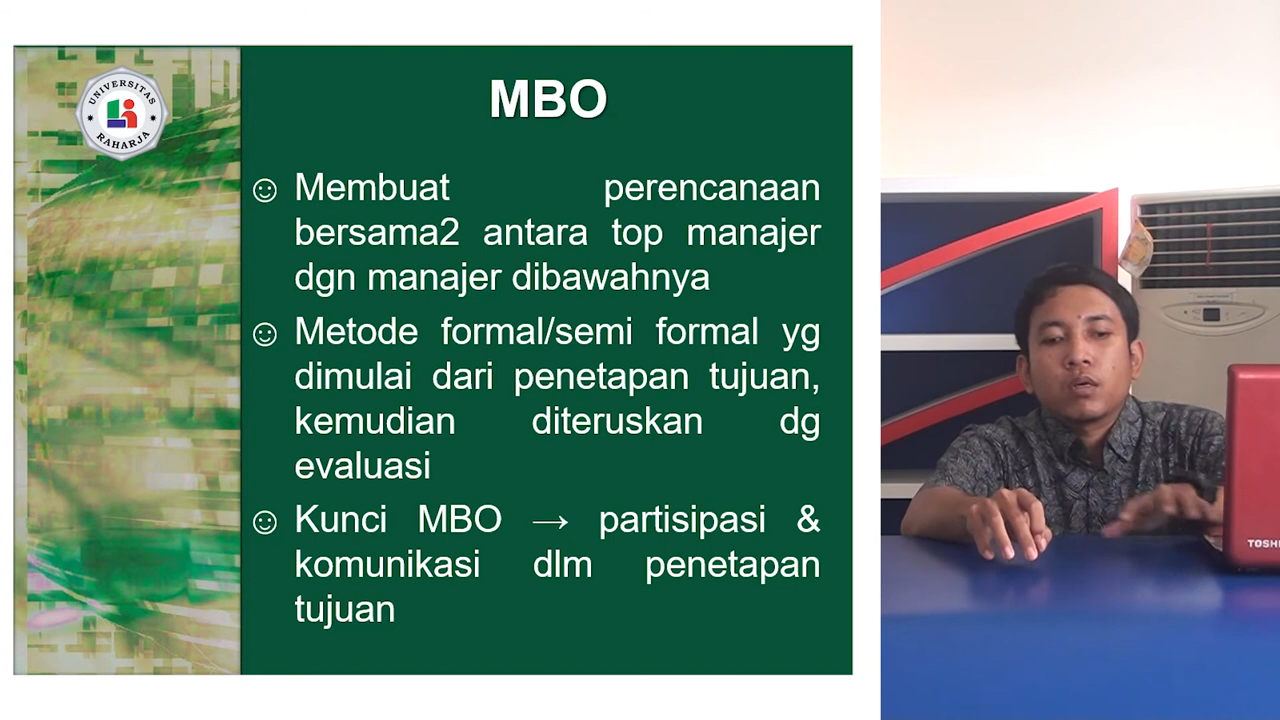 UNIVERSITAS
RAHARJA
MBO
☺ Membuat perencanaan
bersama2 antara top manajer
dgn manajer dibawahnya
☺ Metode formal/semi formal yg
dimulai dari penetapan tujuan,
kemudian diteruskan dg
evaluasi
☺ Kunci MBO → partisipasi &
komunikasi dlm penetapan
tujuan
TOSHI